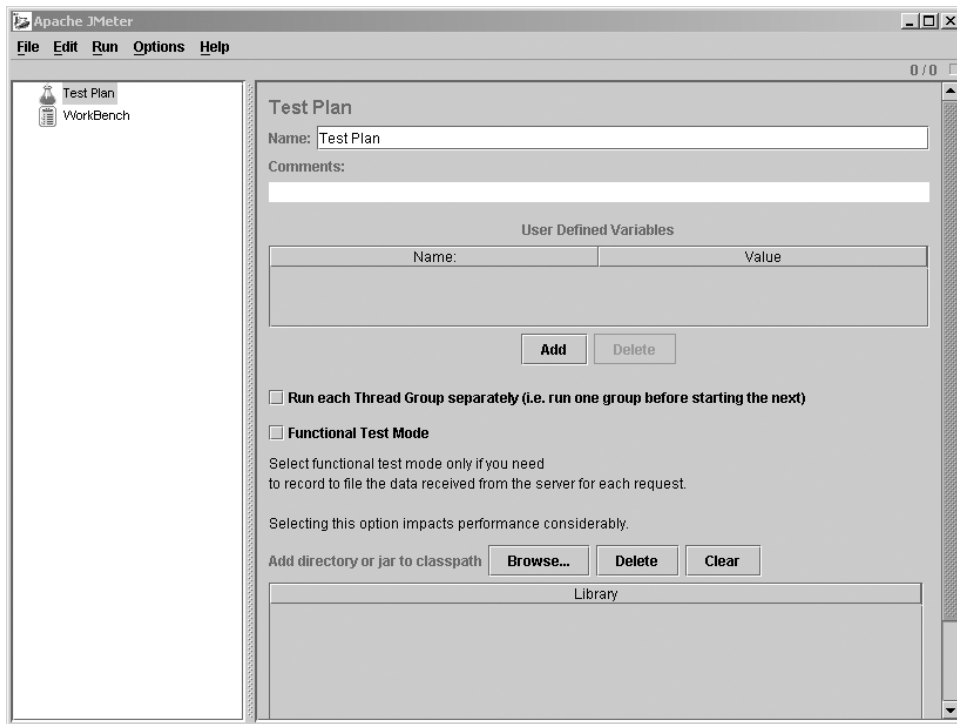 Apache JMeter
File Edit Run Options Help
0 / 0
Test Plan
WorkBench
Test Plan
Name: Test Plan
Comments:
User Defined Variables
Name: Value
Add Delete
Run each Thread Group separately (i.e. run one group before starting the next)
Functional Test Mode
Select functional test mode only if you need
to record to file the data received from the server for each request.
Selecting this option impacts performance considerably.
Add directory or jar to classpath Browse... Delete Clear
Library